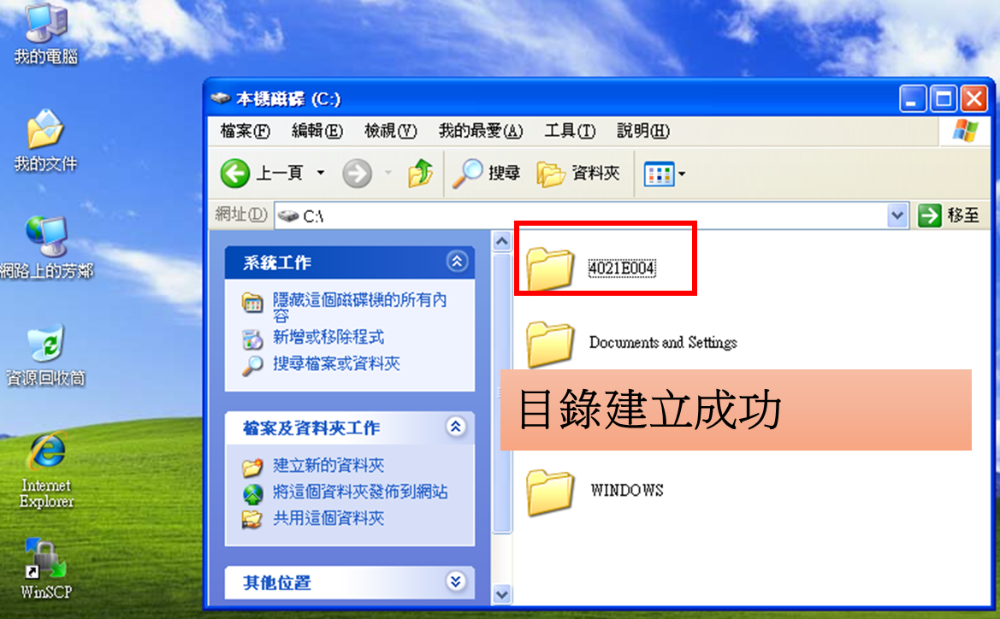 我的電腦
我的文件
網路上的芳鄰
資源回收筒
Internet
Explorer
WinSCP
本機磁碟 (C:)
檔案(F) 編輯(E) 檢視(V) 我的最愛(A) 工具(T) 說明(H)
上一頁 搜尋 資料夾
網址(D) C:\ 移至
系統工作
隱藏這個磁碟機的所有內
容
新增或移除程式
搜尋檔案或資料夾
檔案及資料夾工作
建立新的資料夾
將這個資料夾發佈到網站
共用這個資料夾
其他位置
4021E004
Documents and Settings
目錄建立成功
WINDOWS